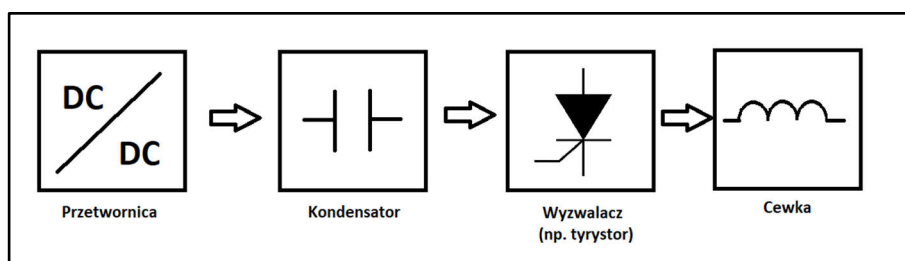 DC
DC
Przetwornica
Kondensator
Wyzwalacz
(np. tyrystor)
Cewka